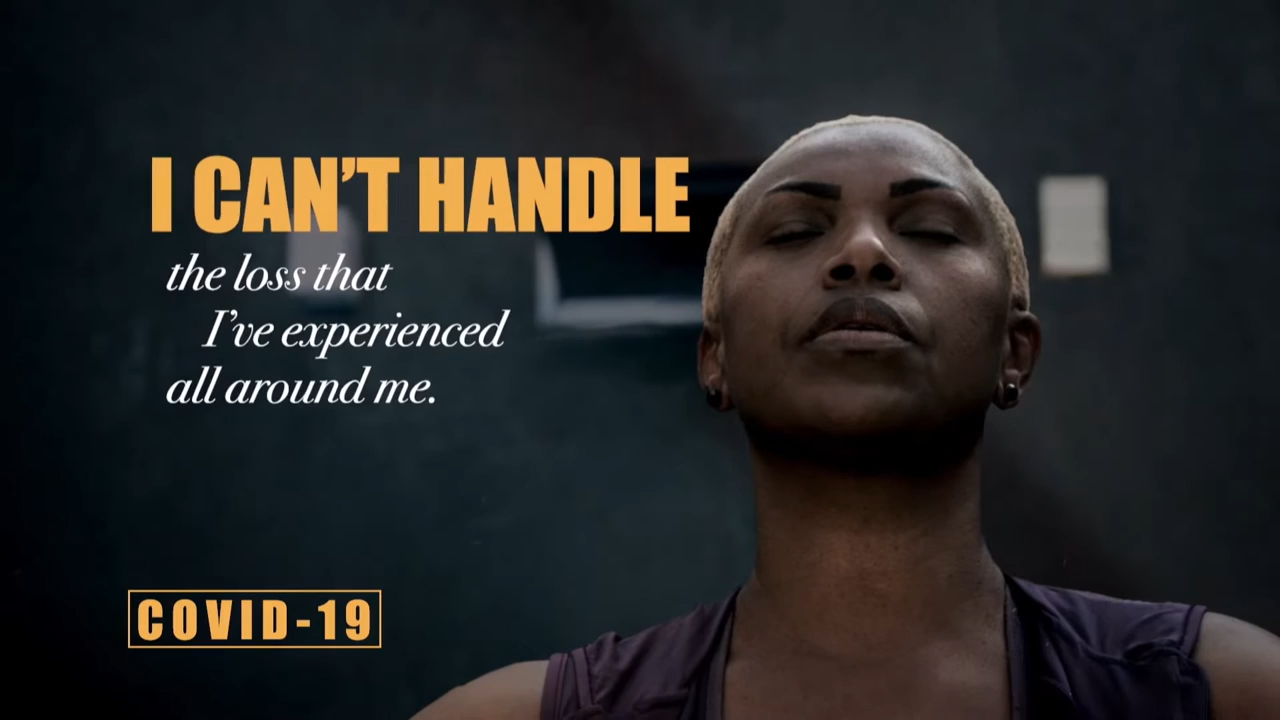 I CAN’T HANDLE
the loss that
I’ve experienced
all around me.
COVID-19